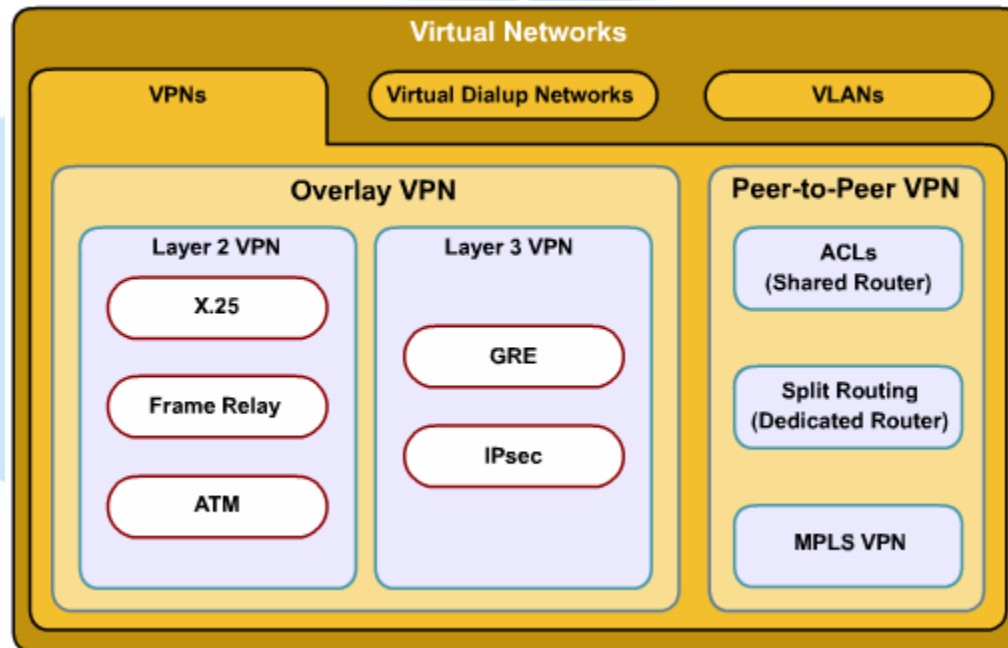 Virtual Networks
VPNs
Virtual Dialup Networks
VLANs
Overlay VPN
Layer 2 VPN
X.25
Frame Relay
ATM
Layer 3 VPN
GRE
IPsec
Peer-to-Peer VPN
ACLs
(Shared Router)
Split Routing
(Dedicated Router)
MPLS VPN